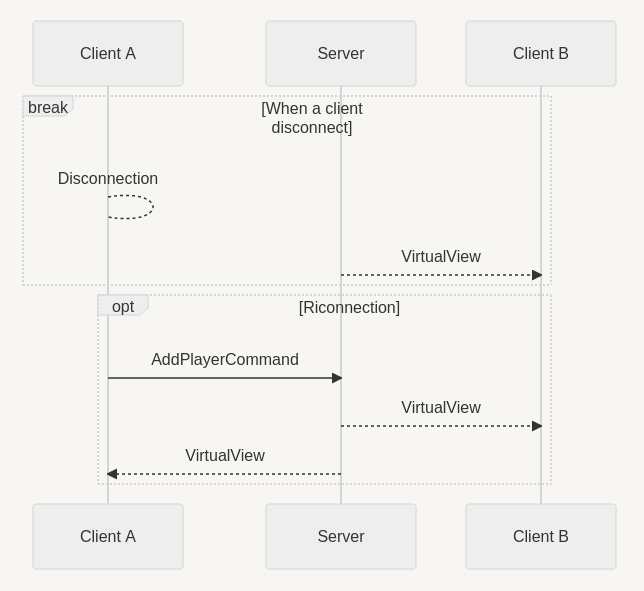 Client A
Server
Client B
break
[When a client
disconnect]
Disconnection
VirtualView
opt
[Riconnection]
AddPlayerCommand
VirtualView
VirtualView
Client A
Server
Client B